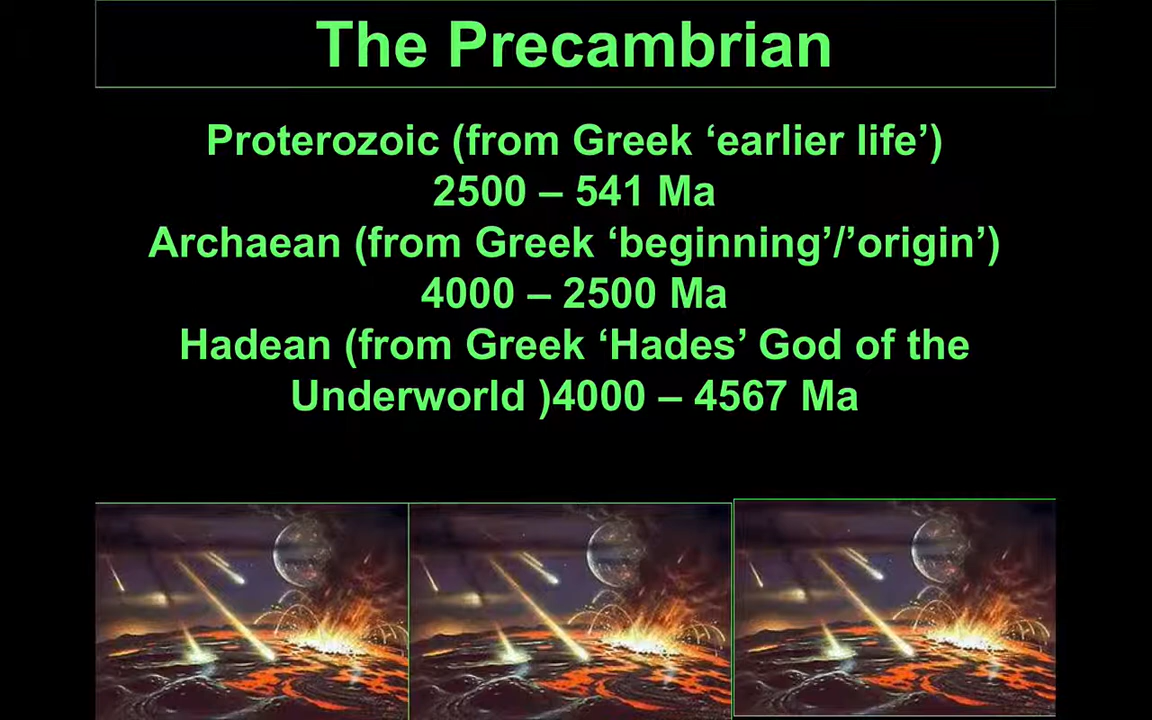 The Precambrian
Proterozoic (from Greek ‘earlier life’)
2500 – 541 Ma
Archaean (from Greek ‘beginning’/’origin’)
4000 – 2500 Ma
Hadean (from Greek ‘Hades’ God of the
Underworld )4000 – 4567 Ma